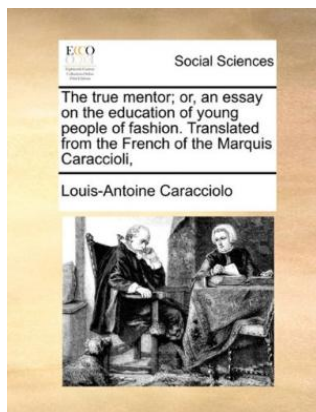 ECCO
Social Sciences
The true mentor; or, an essay
on the education of young
people of fashion. Translated
from the French of the Marquis
Caraccioli,
Louis-Antoine Caracciolo